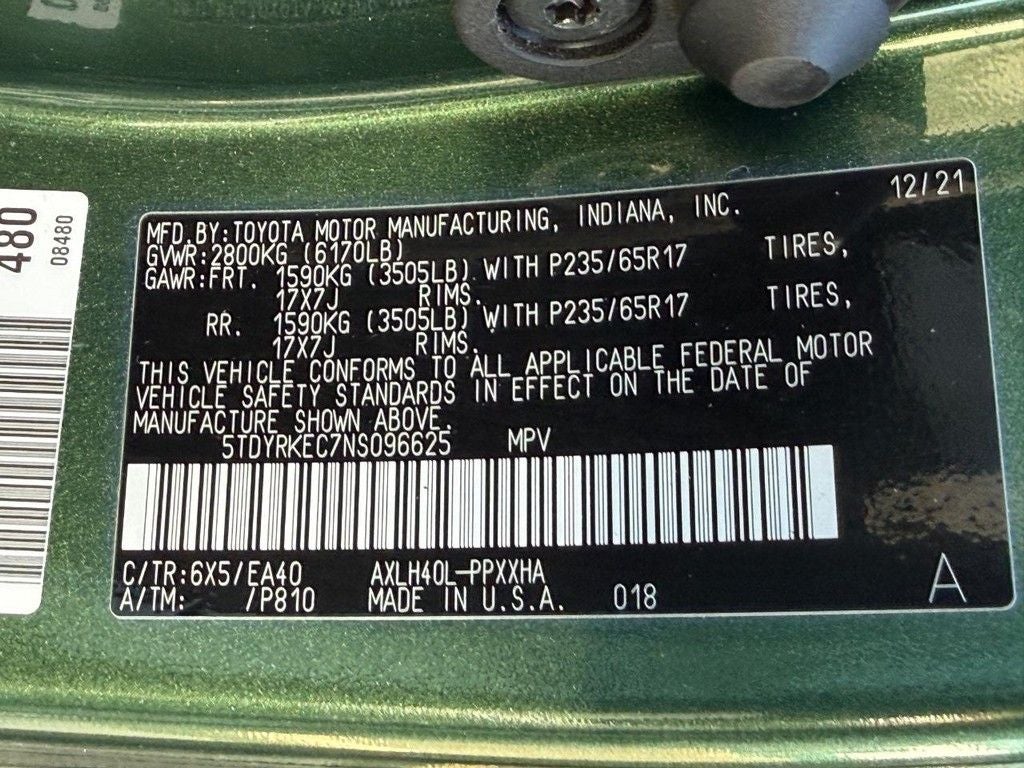 480
08480
12/21
MFD.BY:TOYOTA MOTOR MANUFACTURING, INDIANA, INC.
GVWR:2800KG (6170LB)
GAWR:FRT. 1590KG (3505LB) WITH P235/65R17 TIRES,
17X7J RIMS.
RR. 1590KG (3505LB) WITH P235/65R17 TIRES,
17X7J RIMS.
THIS VEHICLE CONFORMS TO ALL APPLICABLE FEDERAL MOTOR
VEHICLE SAFETY STANDARDS IN EFFECT ON THE DATE OF
MANUFACTURE SHOWN ABOVE.
5TDYRKEC7NS096625 MPV
C/TR:6X5/EA40 AXLH40L-PPXXHA
A/TM: /P810 MADE IN U.S.A. 018
A